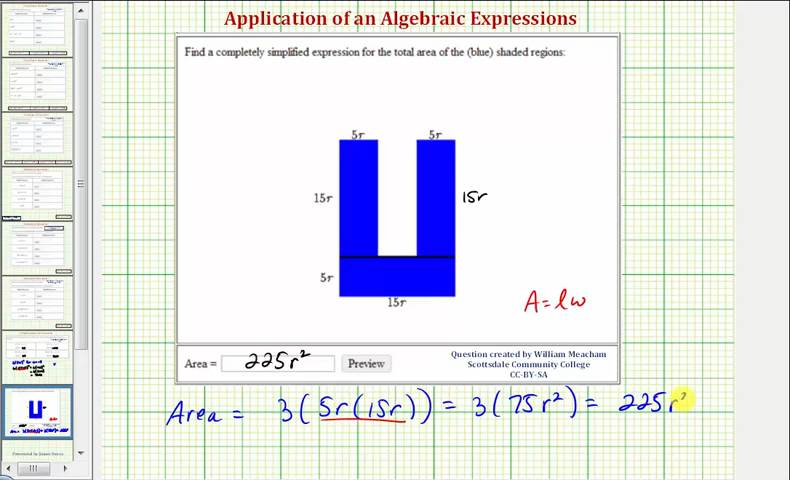 Application of an Algebraic Expressions
Find a completely simplified expression for the total area of the (blue) shaded regions:
5r 5r
15r 15r
5r
15r
A = lw
Area = 225r² Preview
Question created by William Meacham
Scottsdale Community College
CC-BY-SA
Area = 3(5r(15r)) = 3(75r²) = 225r²